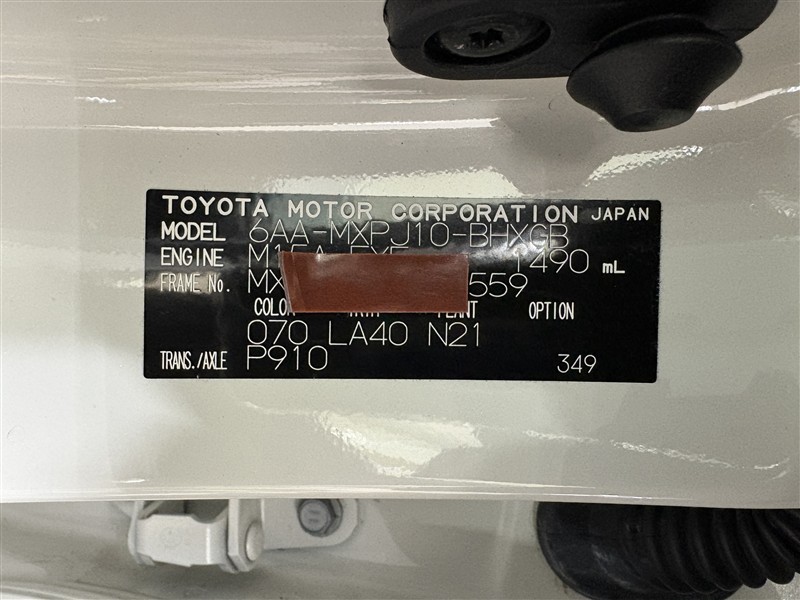 TOYOTA MOTOR CORPORATION JAPAN
MODEL 6AA-MXPJ10-BHXGB
ENGINE 1490 mL
FRAME No. MX 559
COLOR OPTION
070 LA40 N21
TRANS./AXLE P910 349